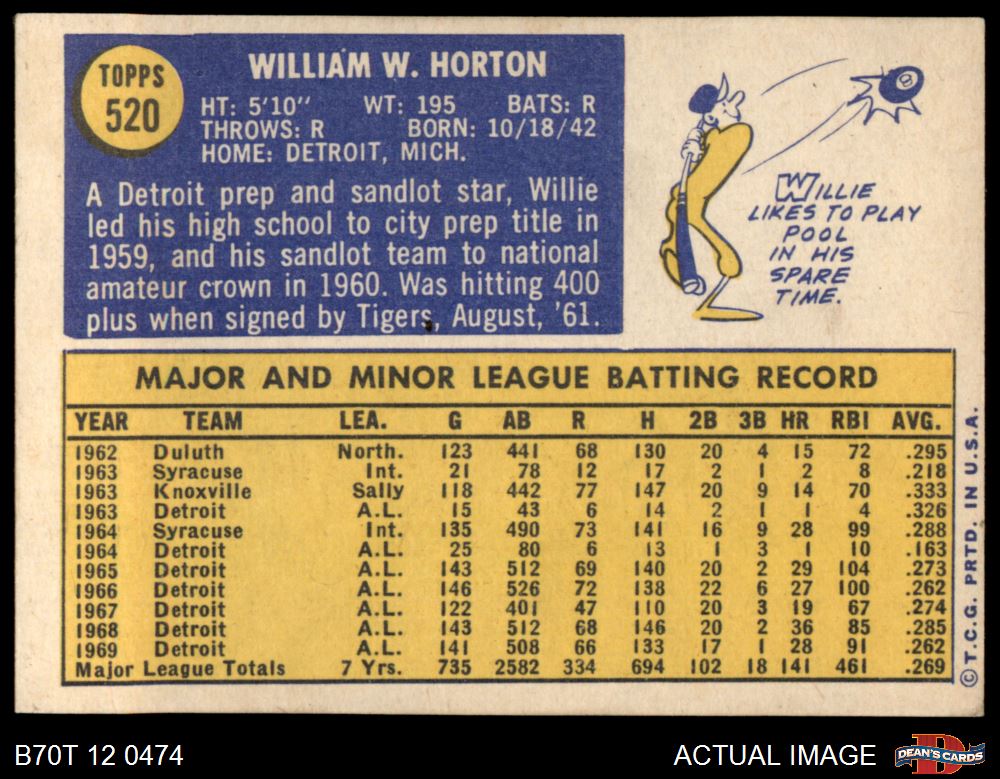 TOPPS
520
WILLIAM W. HORTON
HT: 5'10" WT: 195 BATS: R
THROWS: R BORN: 10/18/42
HOME: DETROIT, MICH.
A Detroit prep and sandlot star, Willie
led his high school to city prep title in
1959, and his sandlot team to national
amateur crown in 1960. Was hitting 400
plus when signed by Tigers, August, '61.
8
WILLIE
LIKES TO PLAY
POOL
IN HIS
SPARE
TIME.
MAJOR AND MINOR LEAGUE BATTING RECORD
YEAR TEAM LEA. G AB R H 2B 3B HR RBI AVG.
1962 Duluth North. 123 441 68 130 20 4 15 72 .295
1963 Syracuse Int. 21 78 12 17 2 1 2 8 .218
1963 Knoxville Sally 118 442 77 147 20 9 14 70 .333
1963 Detroit A.L. 15 43 6 14 2 1 1 4 .326
1964 Syracuse Int. 135 490 73 141 16 9 28 99 .288
1964 Detroit A.L. 25 80 6 13 1 3 1 10 .163
1965 Detroit A.L. 143 512 69 140 20 2 29 104 .273
1966 Detroit A.L. 146 526 72 138 22 6 27 100 .262
1967 Detroit A.L. 122 401 47 110 20 3 19 67 .274
1968 Detroit A.L. 143 512 68 146 20 2 36 85 .285
1969 Detroit A.L. 141 508 66 133 17 1 28 91 .262
Major League Totals 7 Yrs. 735 2582 334 694 102 18 141 461 .269
©T.C.G. PRTD. IN U.S.A.
B70T 12 0474
ACTUAL IMAGE
DEAN'S CARDS